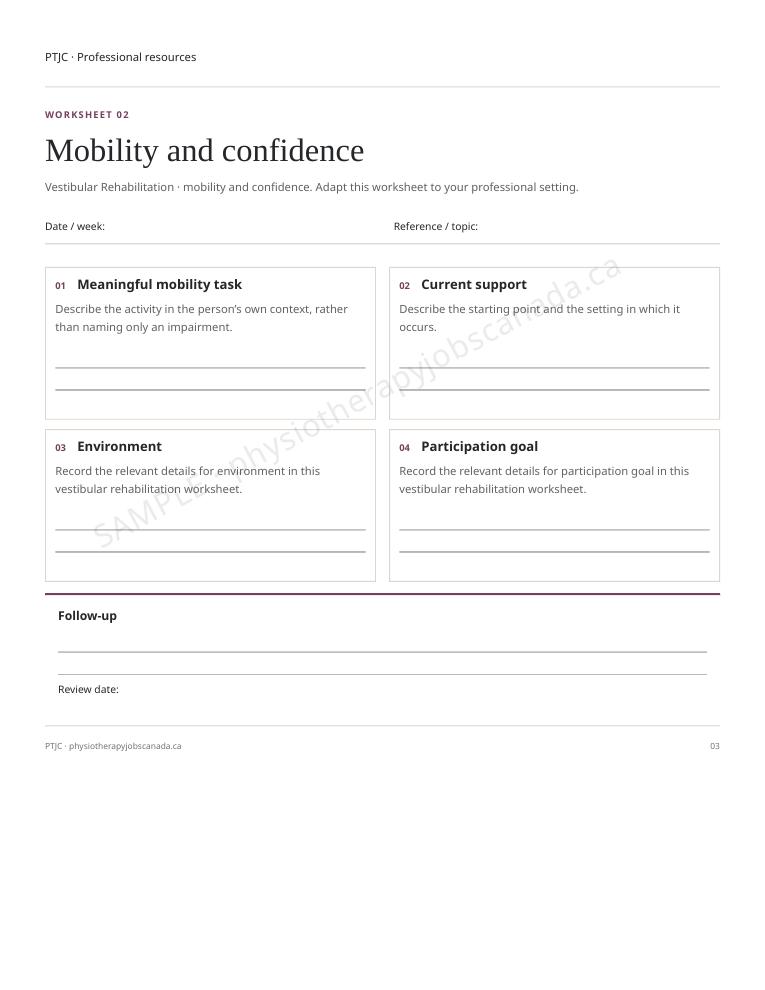 PTJC · Professional resources
WORKSHEET 02
Mobility and confidence
Vestibular Rehabilitation · mobility and confidence. Adapt this worksheet to your professional setting.
Date / week:
Reference / topic:
01 Meaningful mobility task
Describe the activity in the person’s own context, rather
than naming only an impairment.
02 Current support
Describe the starting point and the setting in which it
occurs.
03 Environment
Record the relevant details for environment in this
vestibular rehabilitation worksheet.
04 Participation goal
Record the relevant details for participation goal in this
vestibular rehabilitation worksheet.
SAMPLE · physiotherapyjobscanada.ca
Follow-up
Review date:
PTJC · physiotherapyjobscanada.ca
03